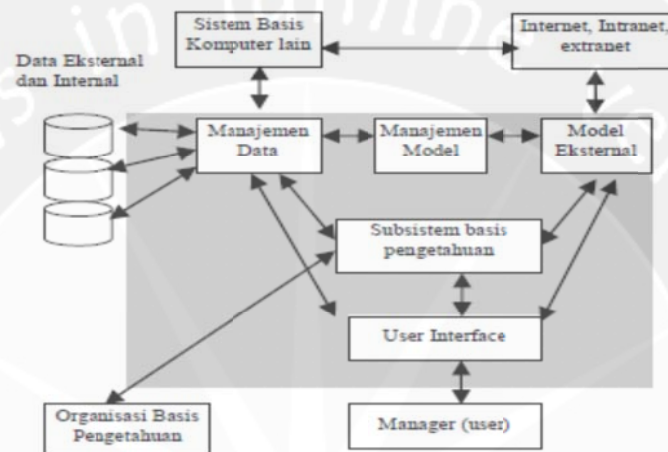 Sistem Basis
Komputer lain
Internet, Intranet,
extranet
Data Eksternal
dan Internal
Manajemen
Data
Manajemen
Model
Model
Eksternal
Subsistem basis
pengetahuan
User Interface
Organisasi Basis
Pengetahuan
Manager (user)